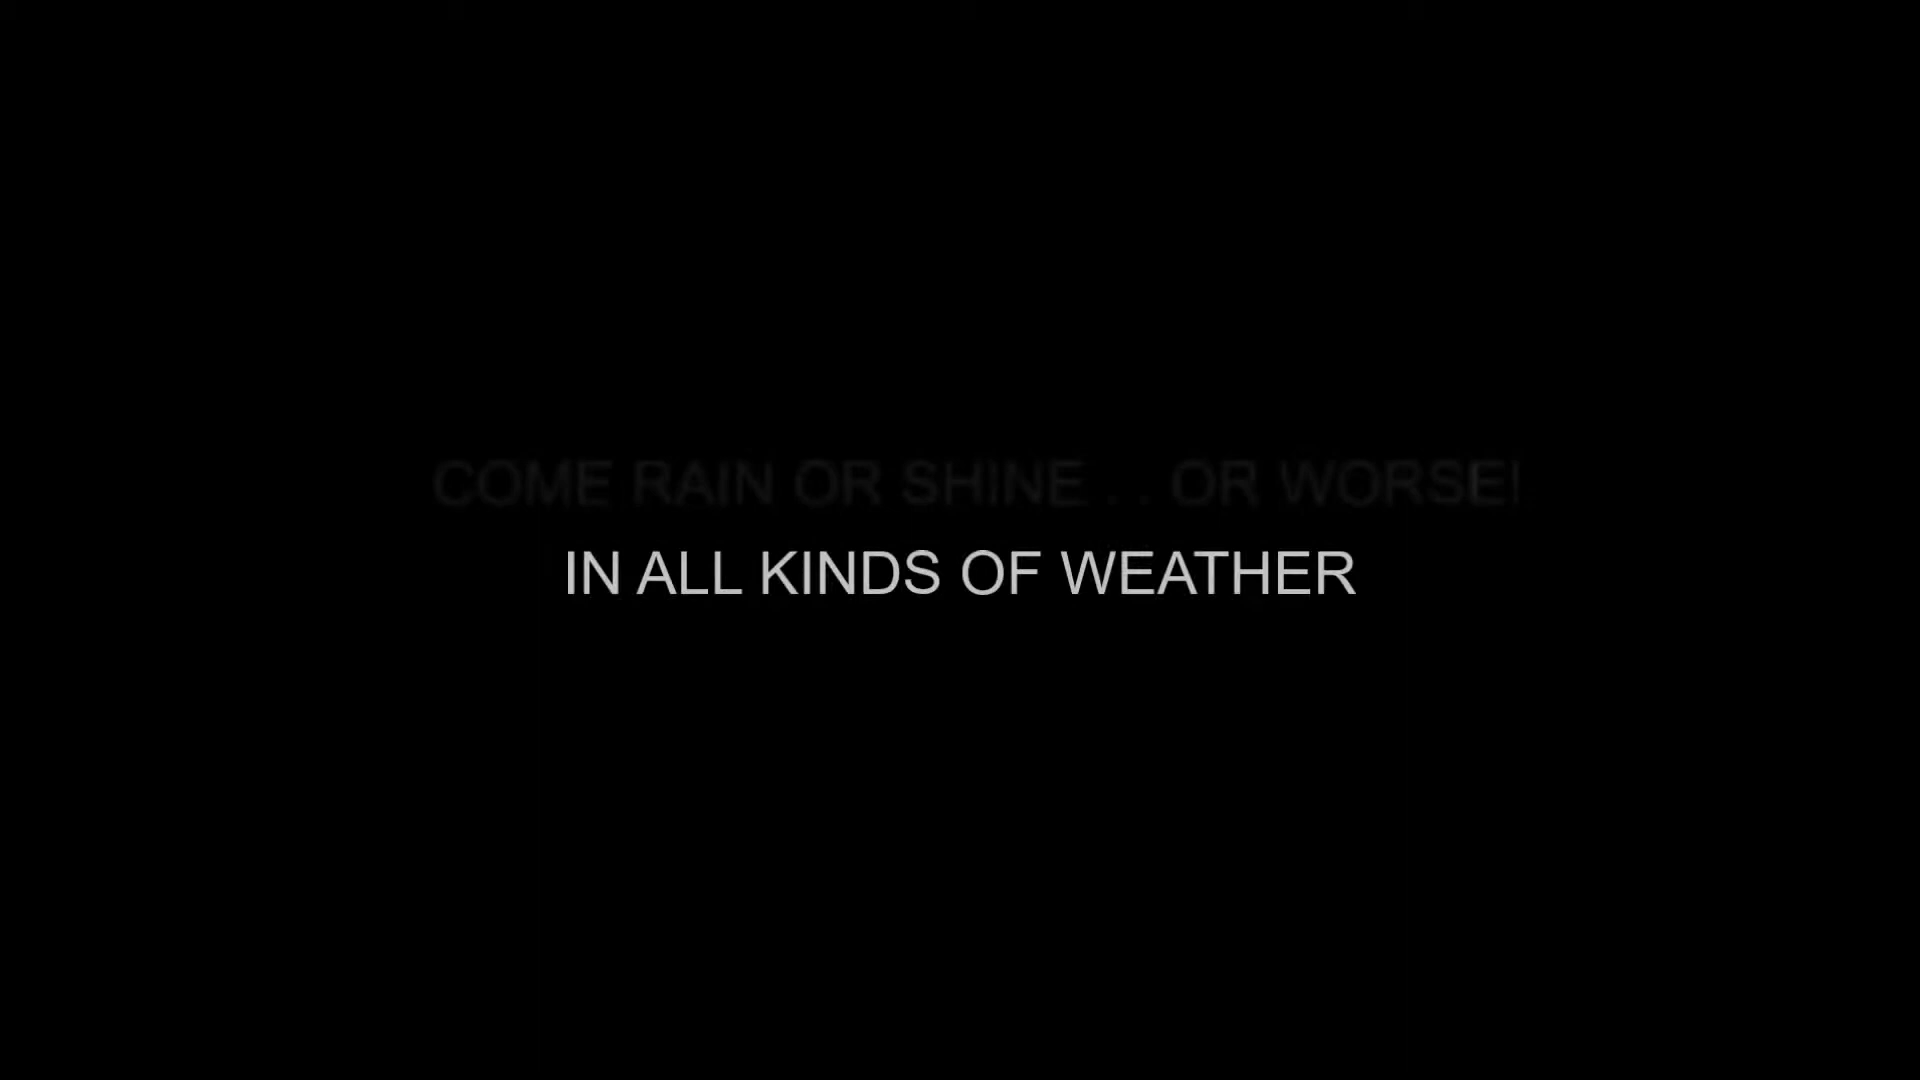 COME RAIN OR SHINE . . OR WORSE!
IN ALL KINDS OF WEATHER